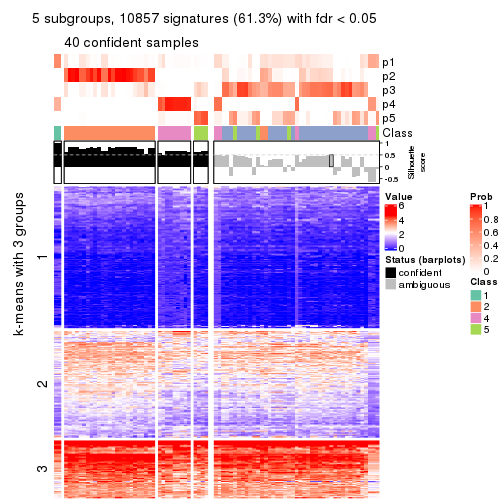 5 subgroups, 10857 signatures (61.3%) with fdr < 0.05
40 confident samples
p1
p2
p3
p4
p5
Class
1
0.5
0
-0.5
Silhouette
score
k-means with 3 groups
1
2
3
Value
6
4
2
0
Status (barplots)
confident
ambiguous
Prob
1
0.8
0.6
0.4
0.2
0
Class
1
2
4
5